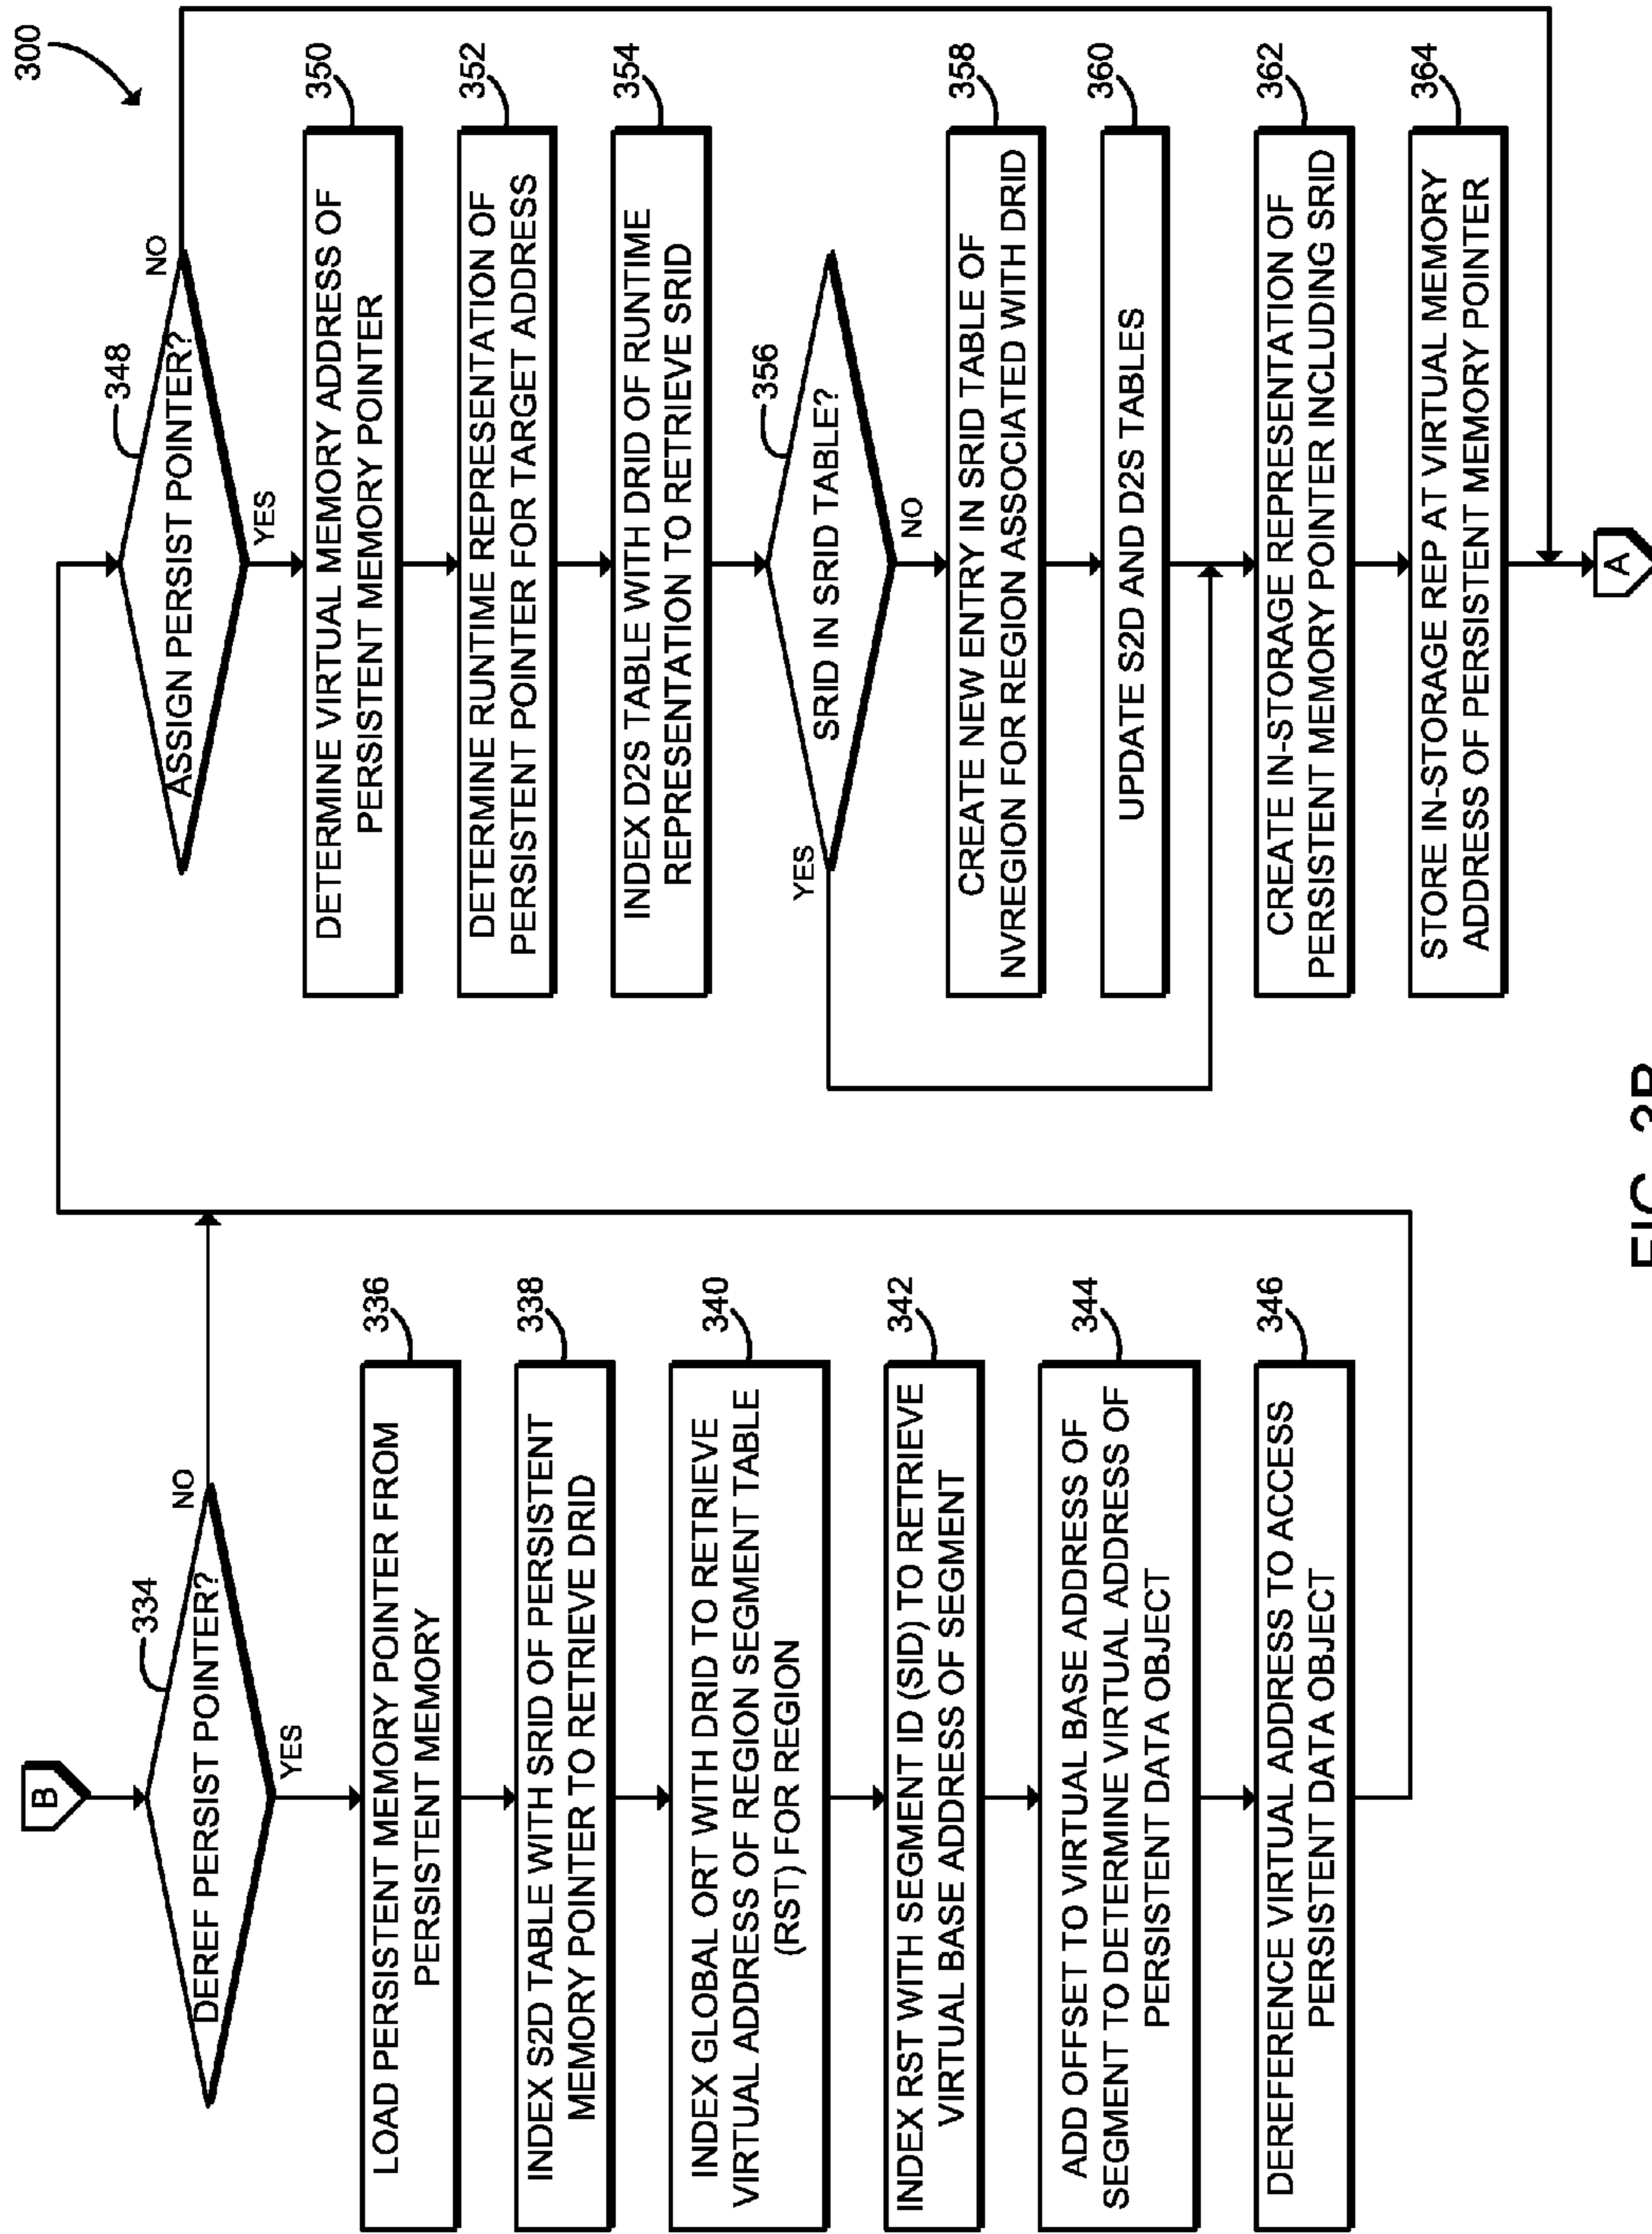 300
B
334
DEREF PERSIST POINTER?
NO
YES
336
LOAD PERSISTENT MEMORY POINTER FROM
PERSISTENT MEMORY
338
INDEX S2D TABLE WITH SRID OF PERSISTENT
MEMORY POINTER TO RETRIEVE DRID
340
INDEX GLOBAL ORT WITH DRID TO RETRIEVE
VIRTUAL ADDRESS OF REGION SEGMENT TABLE
(RST) FOR REGION
342
INDEX RST WITH SEGMENT ID (SID) TO RETRIEVE
VIRTUAL BASE ADDRESS OF SEGMENT
344
ADD OFFSET TO VIRTUAL BASE ADDRESS OF
SEGMENT TO DETERMINE VIRTUAL ADDRESS OF
PERSISTENT DATA OBJECT
346
DEREFERENCE VIRTUAL ADDRESS TO ACCESS
PERSISTENT DATA OBJECT
348
ASSIGN PERSIST POINTER?
NO
YES
350
DETERMINE VIRTUAL MEMORY ADDRESS OF
PERSISTENT MEMORY POINTER
352
DETERMINE RUNTIME REPRESENTATION OF
PERSISTENT POINTER FOR TARGET ADDRESS
354
INDEX D2S TABLE WITH DRID OF RUNTIME
REPRESENTATION TO RETRIEVE SRID
356
SRID IN SRID TABLE?
YES
NO
358
CREATE NEW ENTRY IN SRID TABLE OF
NVREGION FOR REGION ASSOCIATED WITH DRID
360
UPDATE S2D AND D2S TABLES
362
CREATE IN-STORAGE REPRESENTATION OF
PERSISTENT MEMORY POINTER INCLUDING SRID
364
STORE IN-STORAGE REP AT VIRTUAL MEMORY
ADDRESS OF PERSISTENT MEMORY POINTER
A
FIG. 3B